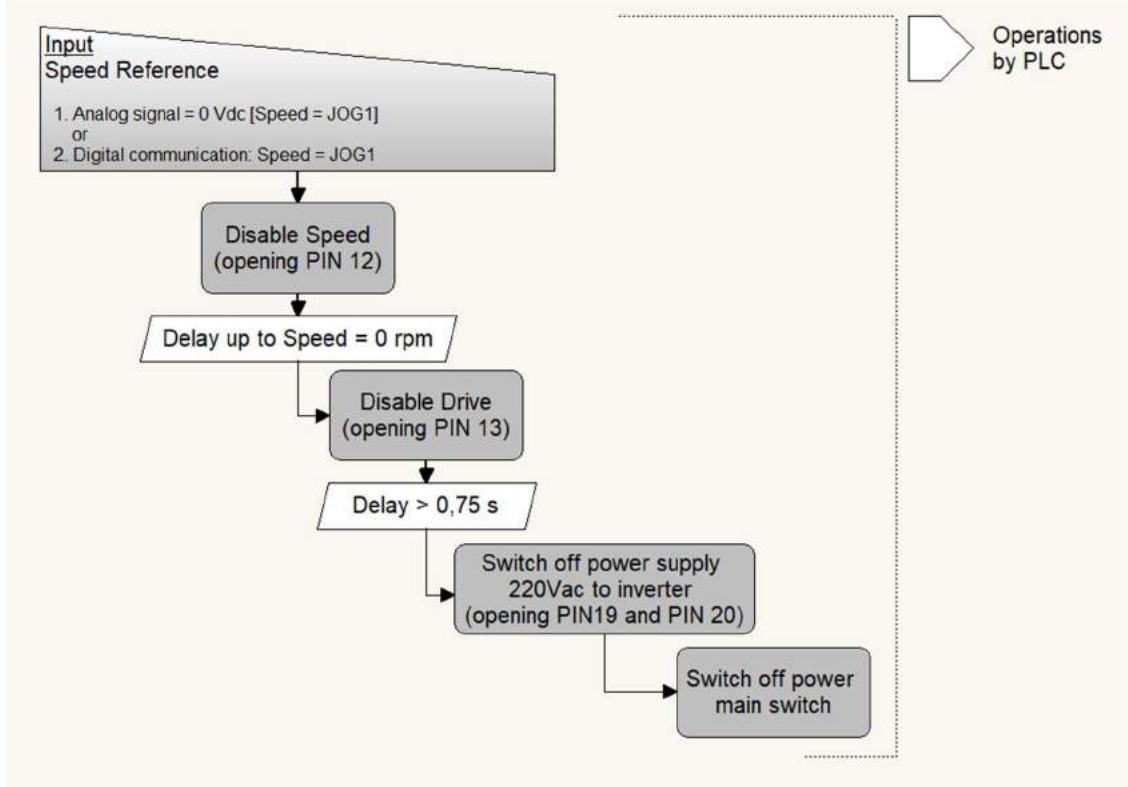 Input
Speed Reference
1. Analog signal = 0 Vdc [Speed = JOG1]
or
2. Digital communication: Speed = JOG1
Operations
by PLC
Disable Speed
(opening PIN 12)
Delay up to Speed = 0 rpm
Disable Drive
(opening PIN 13)
Delay > 0,75 s
Switch off power supply
220Vac to inverter
(opening PIN19 and PIN 20)
Switch off power
main switch